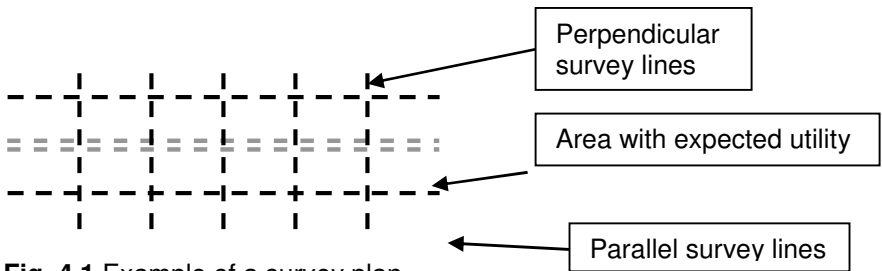 Perpendicular
survey lines
Area with expected utility
Parallel survey lines
Fig. 4.1 Example of a survey plan